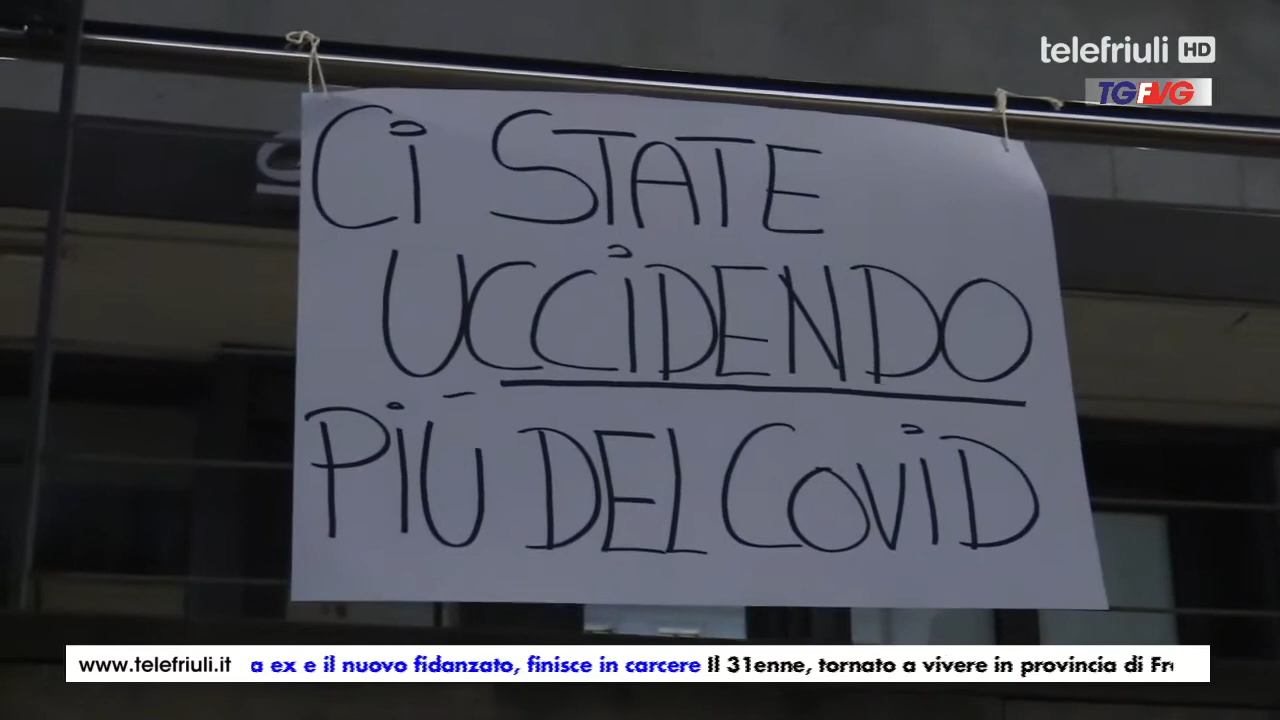 telefriuli HD
TGFVG
Ci STATE
UCCiDENDO
PiÙ DEL COViD
www.telefriuli.it a ex e il nuovo fidanzato, finisce in carcere Il 31enne, tornato a vivere in provincia di